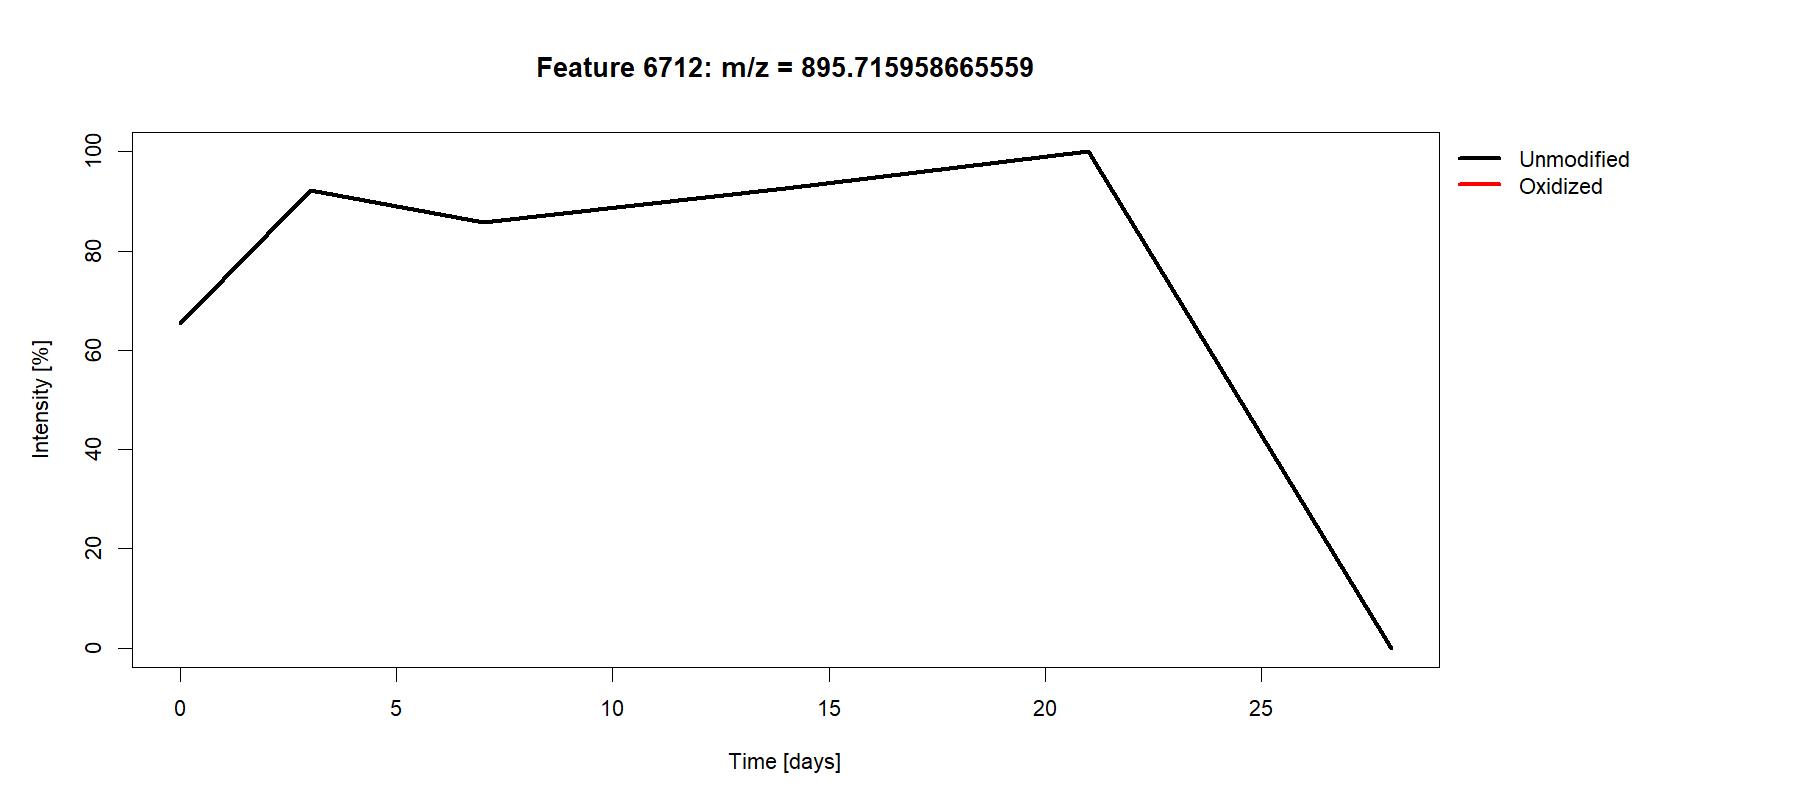 Feature 6712: m/z = 895.715958665559
Unmodified
Oxidized
Intensity [%]
100
80
60
40
20
0
0 5 10 15 20 25
Time [days]